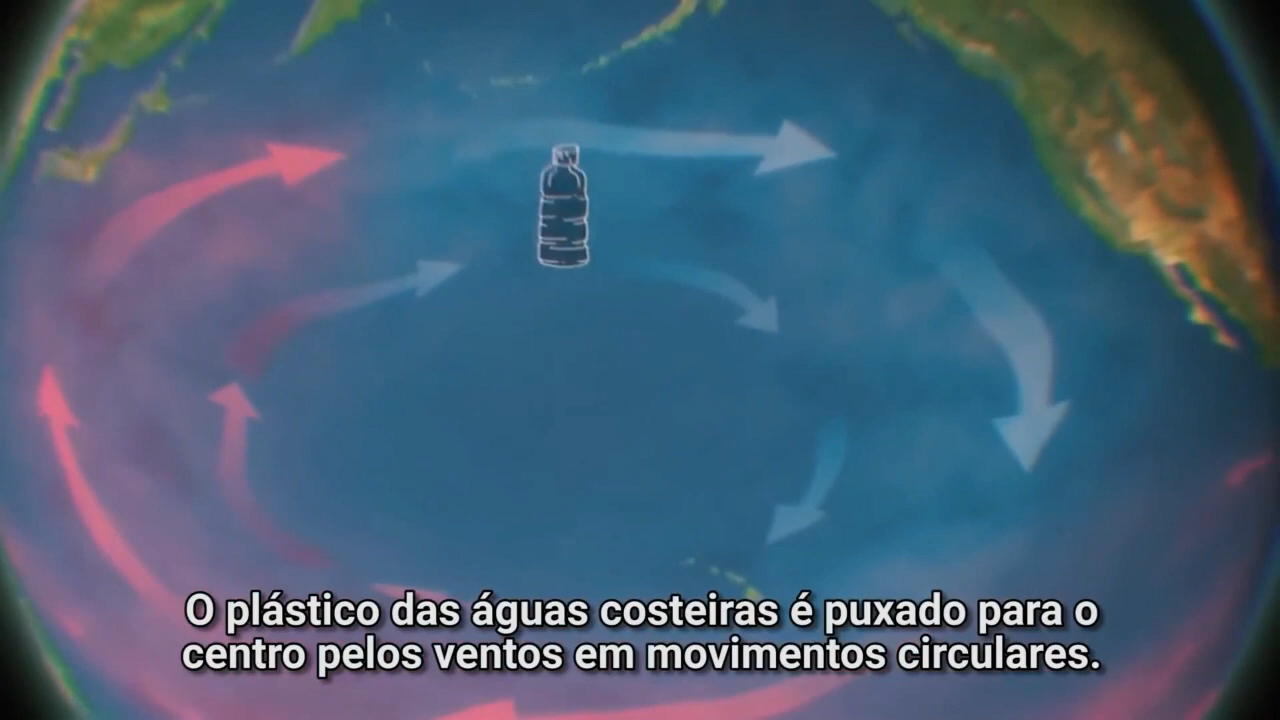 O plástico das águas costeiras é puxado para o
centro pelos ventos em movimentos circulares.